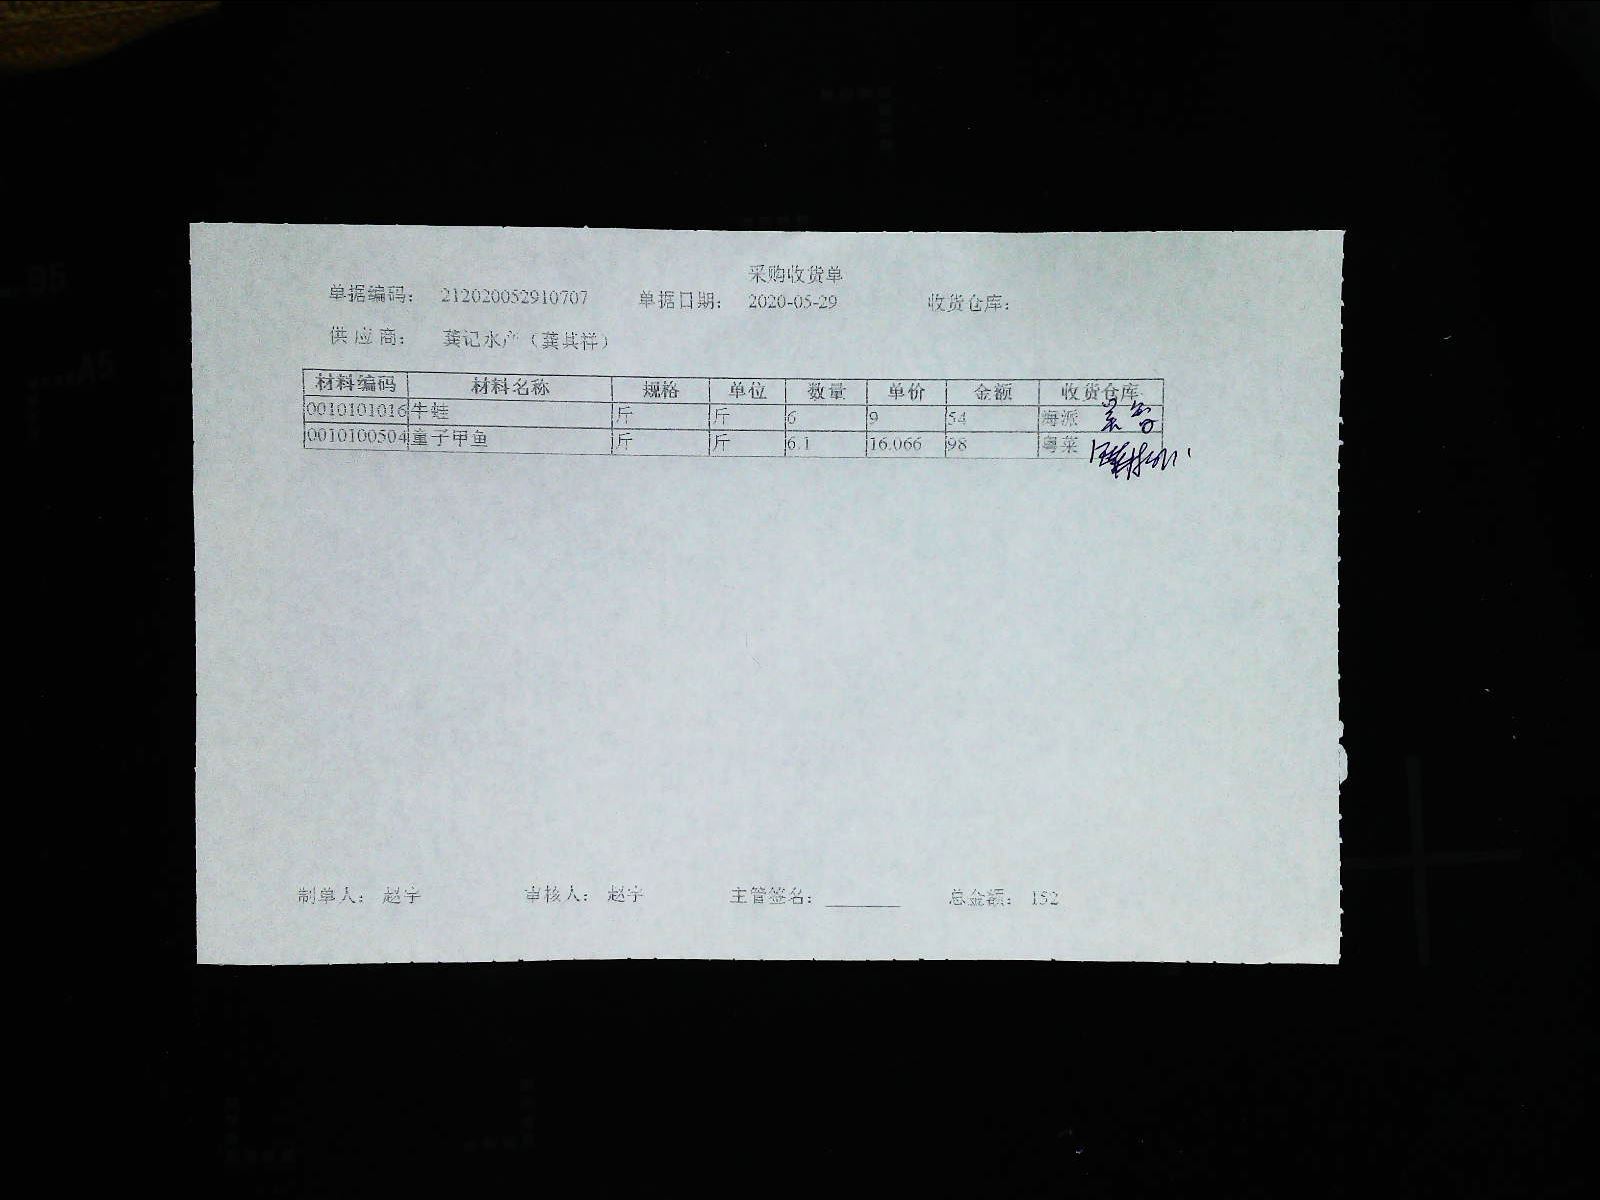 采购收货单
单据编码： 212020052910707 单据日期： 2020-05-29 收货仓库：
供应商： 龚记水产（龚其祥）
材料编码 材料名称 规格 单位 数量 单价 金额 收货仓库
0010101016 牛蛙 斤 斤 6 9 54 海派
0010100504 童子甲鱼 斤 斤 6.1 16.066 98 粤菜
制单人： 赵宇 审核人： 赵宇 主管签名： 总金额： 152